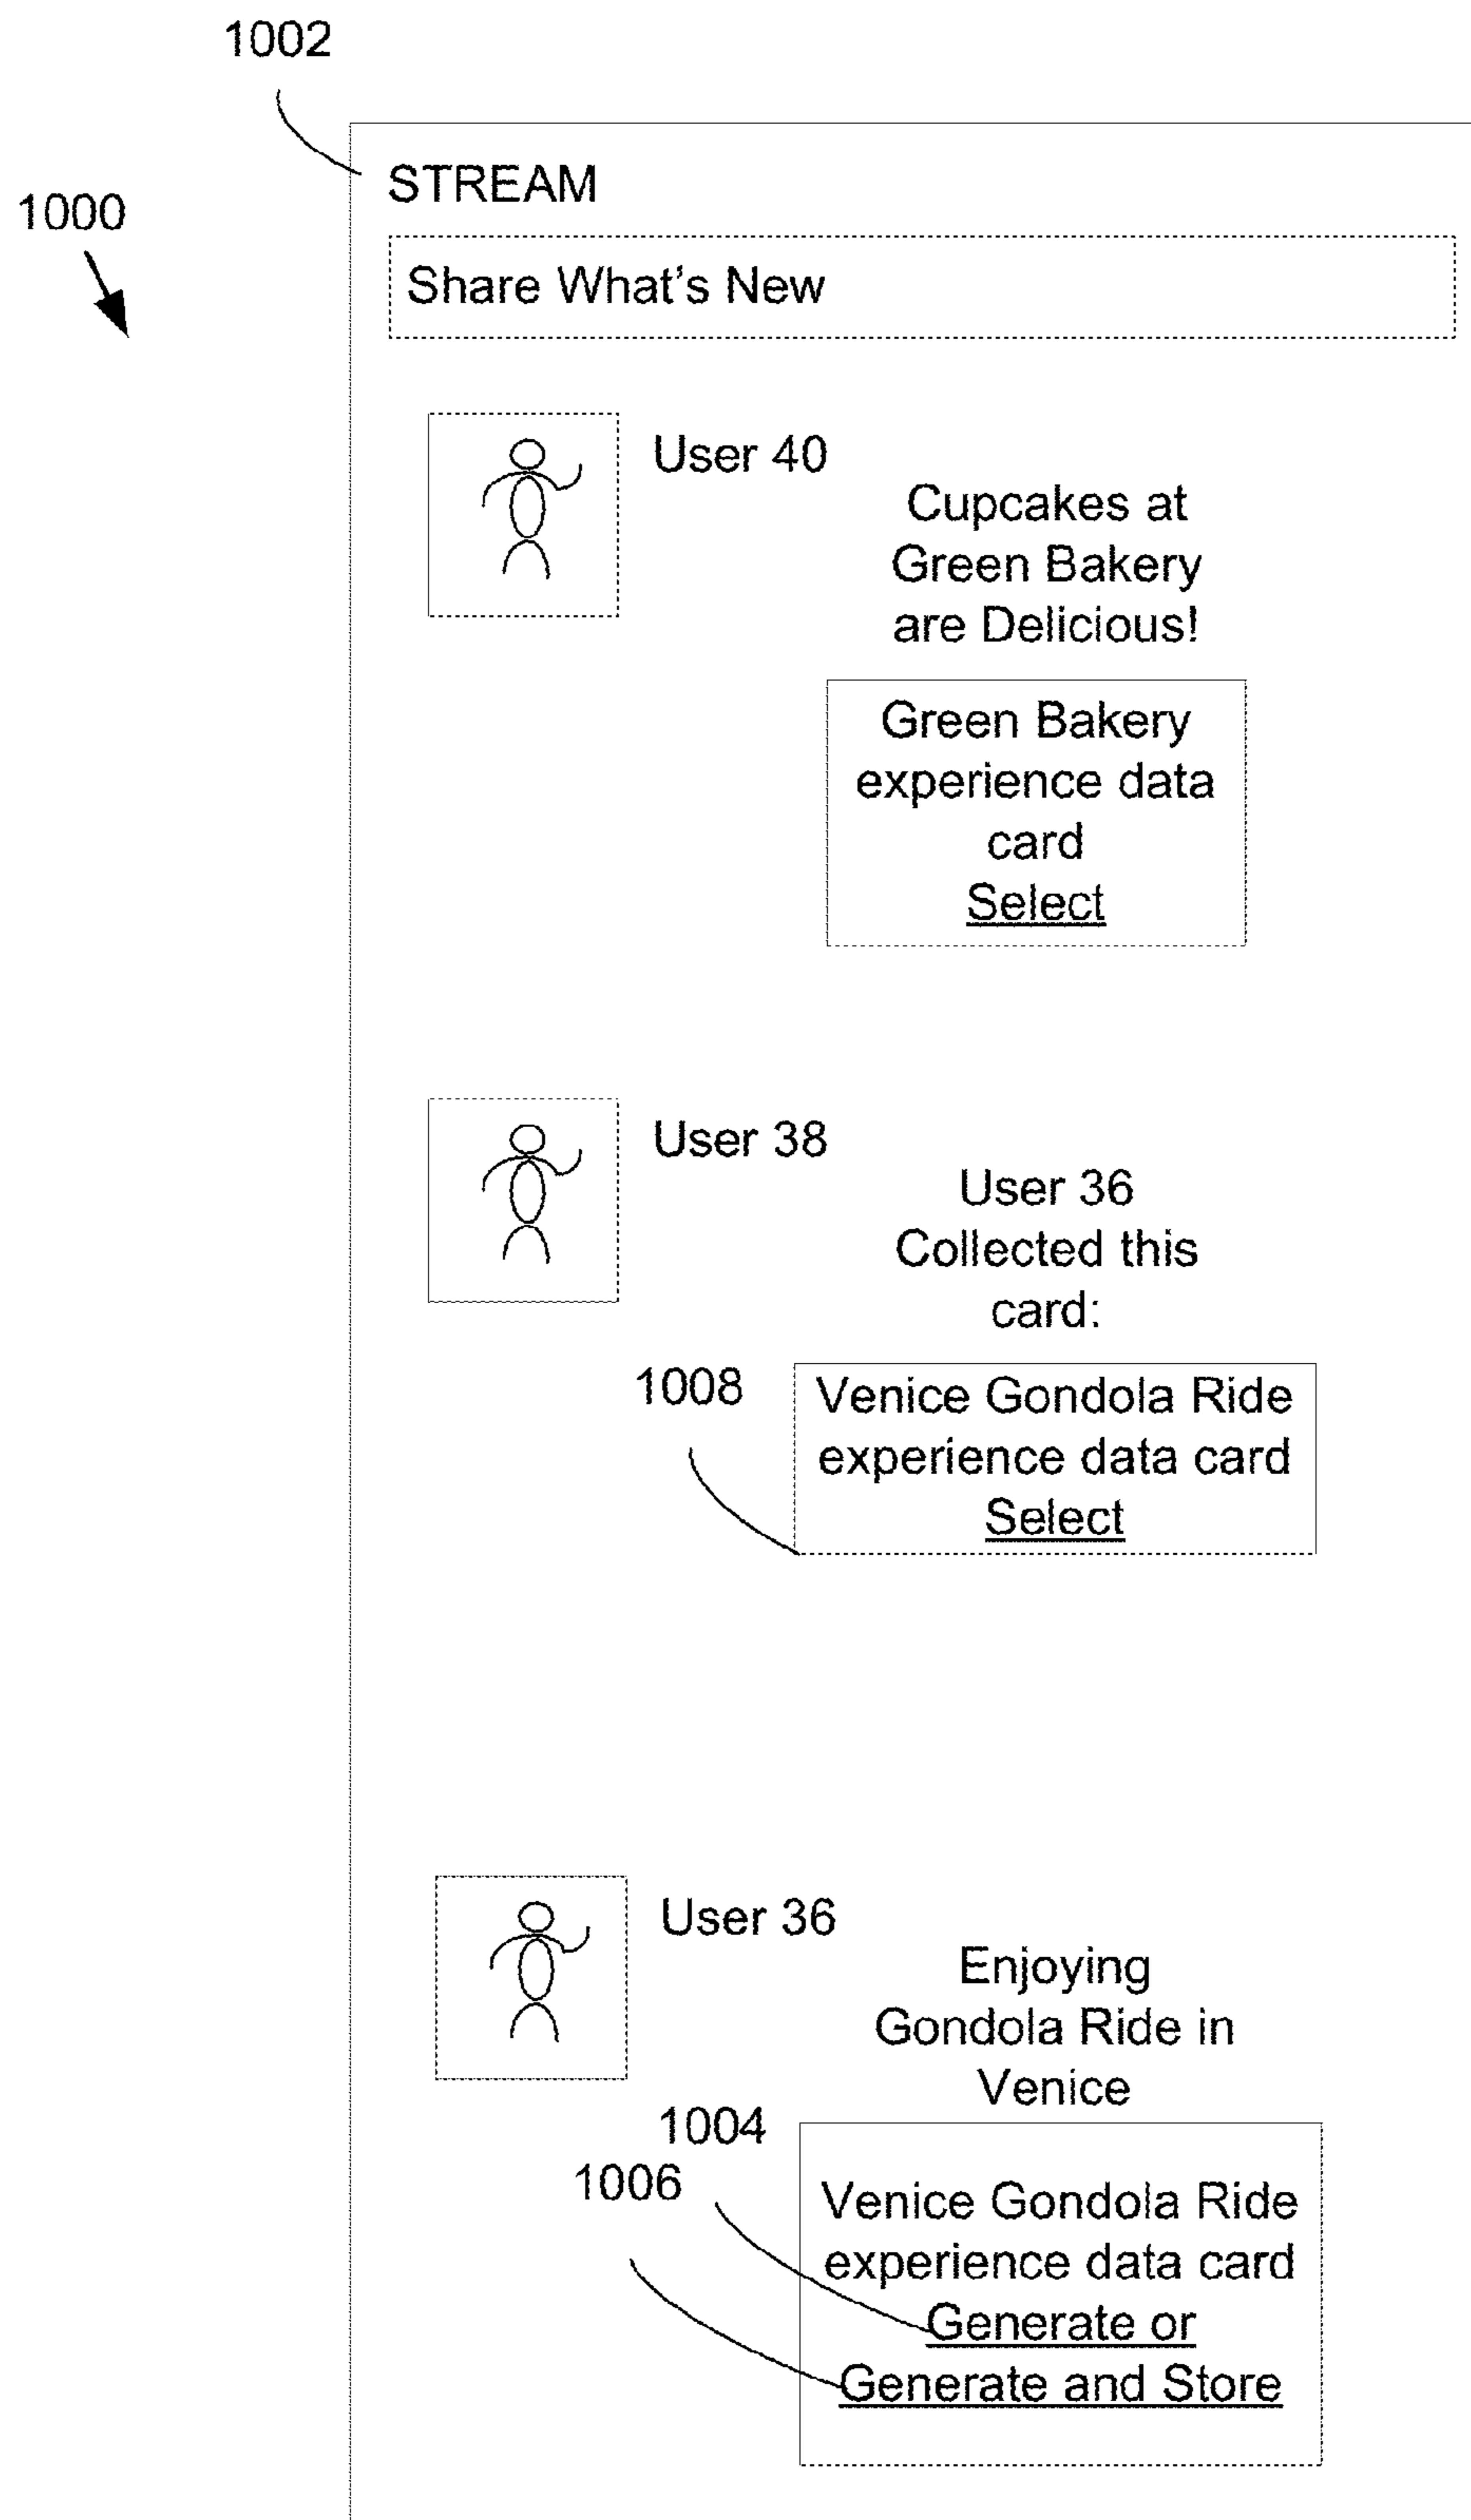 1002
1000
STREAM
Share What's New
User 40
Cupcakes at
Green Bakery
are Delicious!
Green Bakery
experience data
card
Select
User 38
User 36
Collected this
card:
1008
Venice Gondola Ride
experience data card
Select
User 36
Enjoying
Gondola Ride in
Venice
1004
1006
Venice Gondola Ride
experience data card
Generate or
Generate and Store